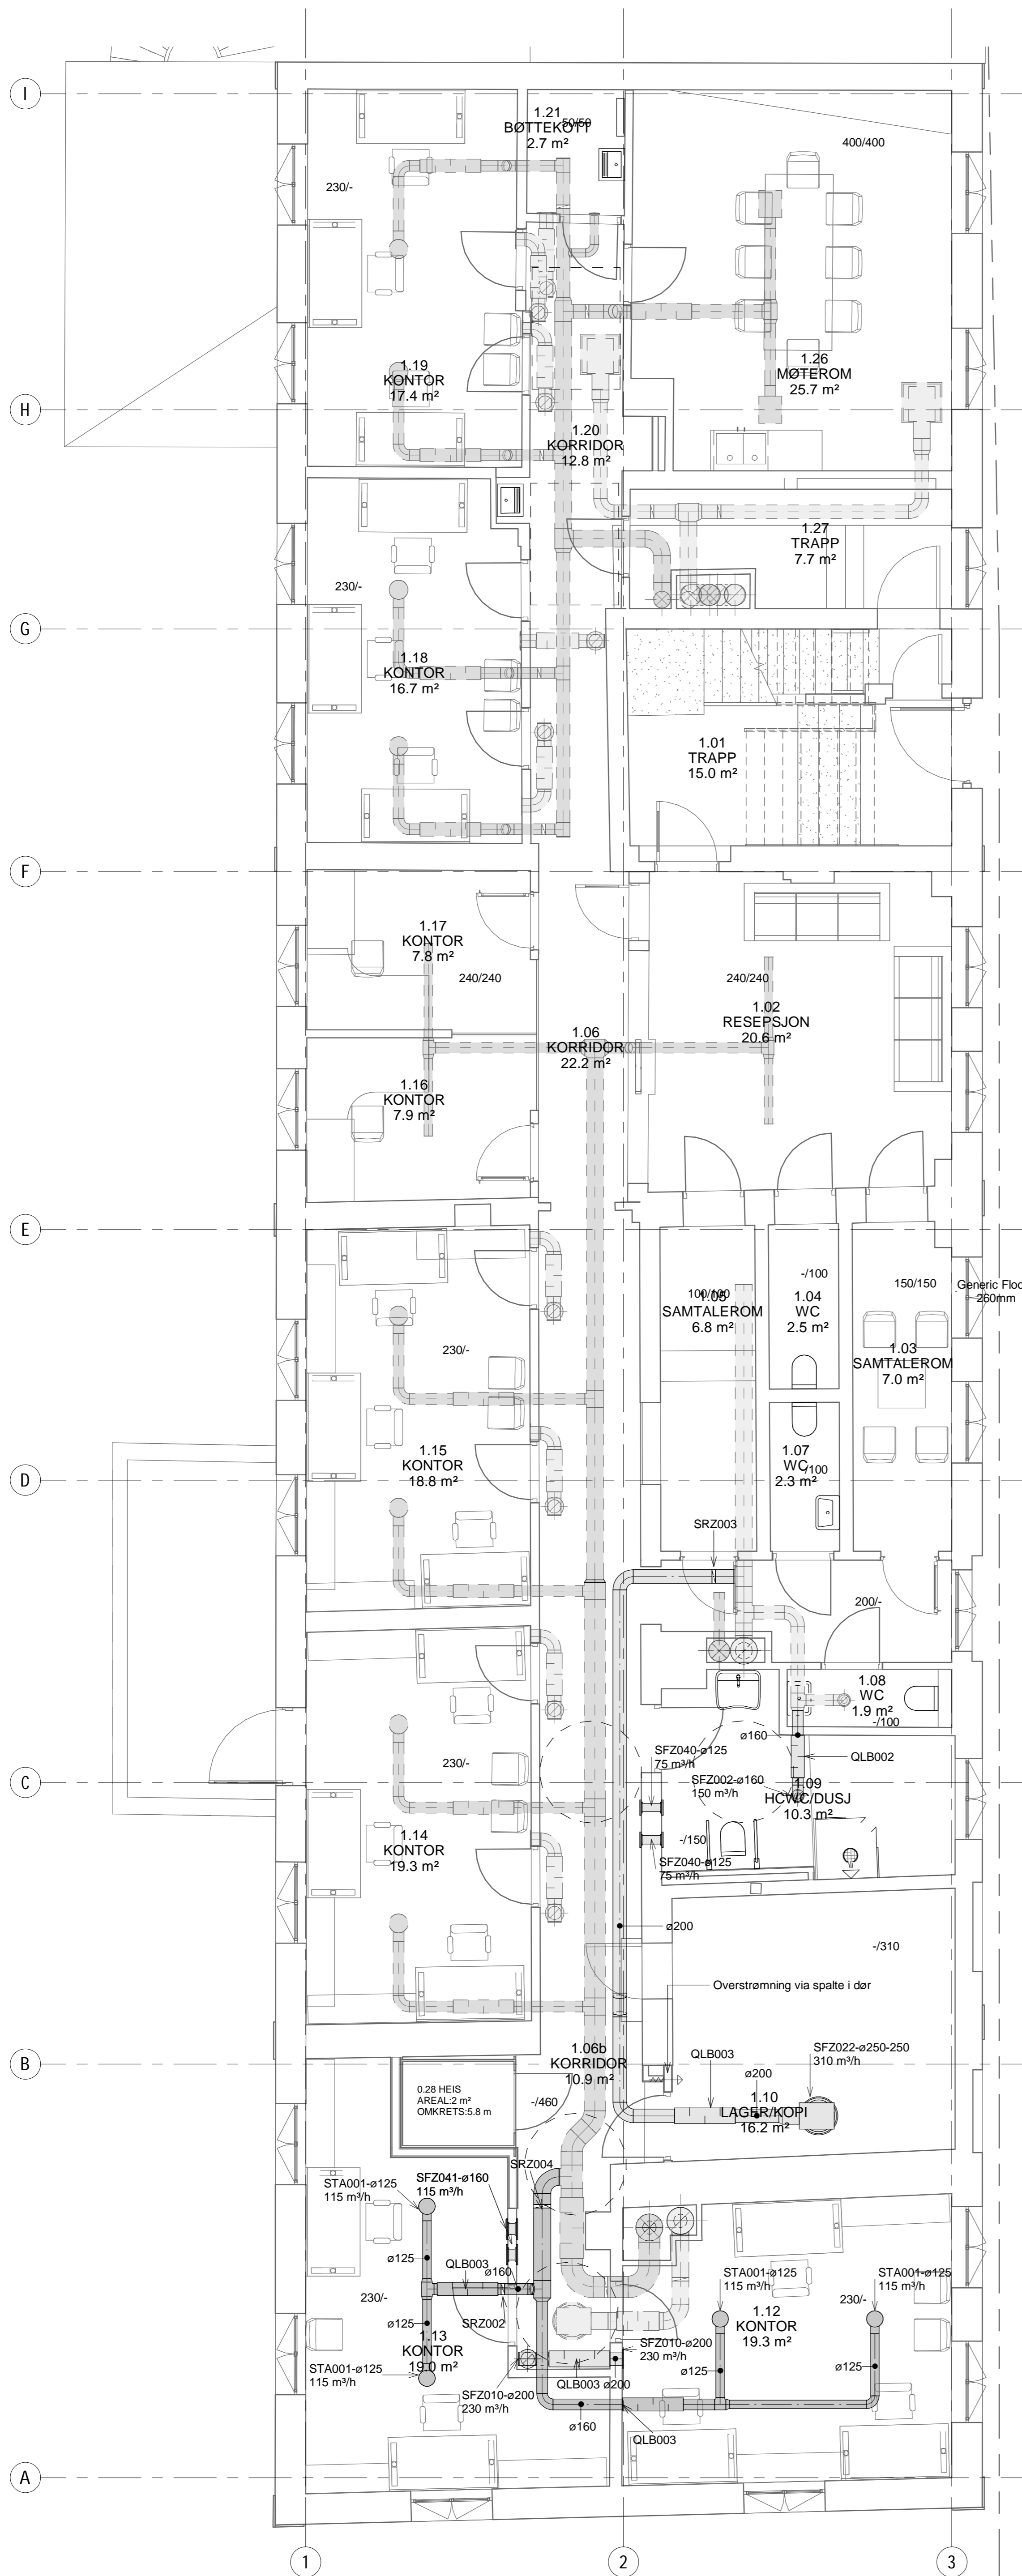 I
1.21
BØTTEKOTT
50/50
2.7 m²
400/400
230/-
1.26
MØTEROM
25.7 m²
1.19
KONTOR
17.4 m²
H
1.20
KORRIDOR
12.8 m²
1.27
TRAPP
7.7 m²
230/-
G
1.18
KONTOR
16.7 m²
1.01
TRAPP
15.0 m²
F
1.17
KONTOR
7.8 m²
240/240
240/240
1.02
RESEPSJON
20.6 m²
1.06
KORRIDOR
22.2 m²
1.16
KONTOR
7.9 m²
E
-/100
150/150
Generic Floo
260mm
100/100
1.05
SAMTALEROM
6.8 m²
1.04
WC
2.5 m²
230/-
1.03
SAMTALEROM
7.0 m²
1.15
KONTOR
18.8 m²
1.07
WC
-/100
2.3 m²
D
SRZ003
200/-
1.08
WC
1.9 m²
-/100
ø160
SFZ040-ø125
75 m³/h
QLB002
230/-
C
SFZ002-ø160
150 m³/h
1.09
HCWC/DUSJ
10.3 m²
1.14
KONTOR
19.3 m²
-/150
SFZ040-ø125
75 m³/h
ø200
-/310
Overstrømning via spalte i dør
B
1.06b
KORRIDOR
10.9 m²
SFZ022-ø250-250
310 m³/h
QLB003
ø200
0.28 HEIS
AREAL:2 m²
OMKRETS:5.8 m
-/460
1.10
LAGER/KOPI
16.2 m²
SRZ004
STA001-ø125
115 m³/h
SFZ041-ø160
115 m³/h
ø125
QLB003
ø160
STA001-ø125
115 m³/h
STA001-ø125
115 m³/h
230/-
230/-
ø125
SRZ002
1.12
KONTOR
19.3 m²
1.13
KONTOR
19.0 m²
SFZ010-ø200
230 m³/h
STA001-ø125
115 m³/h
ø125
ø125
SFZ010-ø200
230 m³/h
QLB003
ø200
ø160
QLB003
A
1
2
3